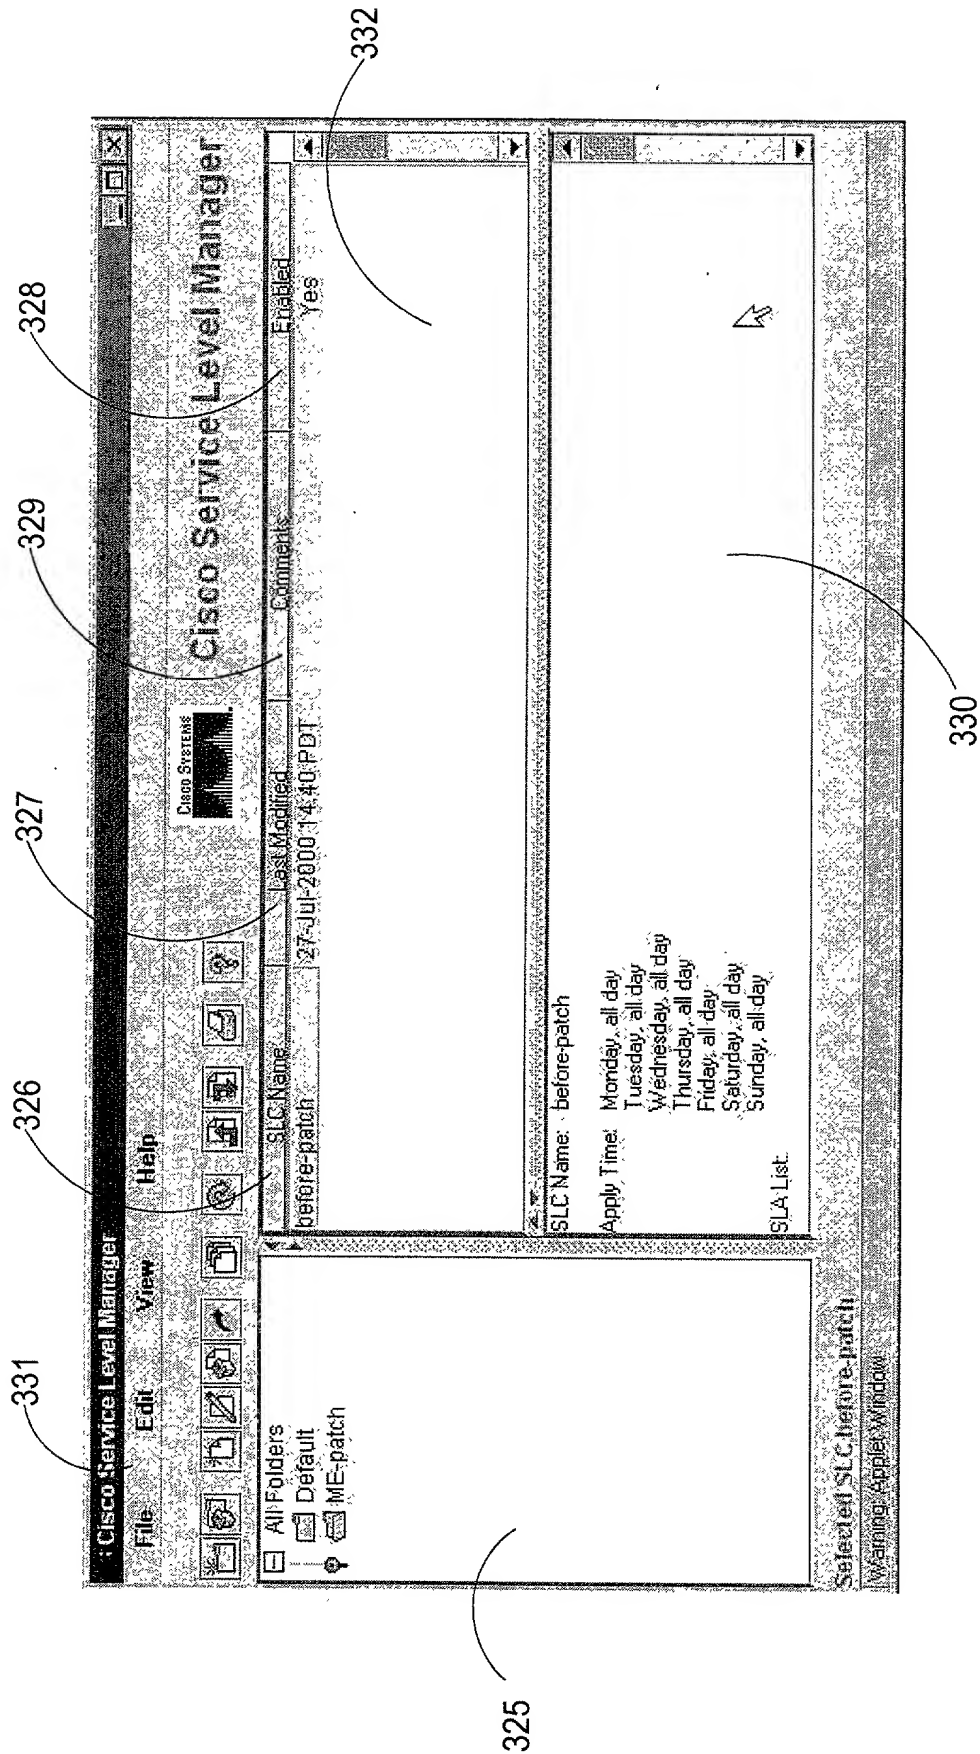 331
326
327
329
328
Cisco Service Level Manager
File Edit View Help
CISCO SYSTEMS
Cisco Service Level Manager
All Folders
Default
ME-patch
SLC Name Last Modified Comments Enabled
before-patch 27-Jul-2000 14:40 PDT Yes
SLC Name: before-patch
Apply Time: Monday, all day
Tuesday, all day
Wednesday, all day
Thursday, all day
Friday, all day
Saturday, all day
Sunday, all day
SLA List:
Selected SLC before-patch
Warning: Applet Window
325
330
332